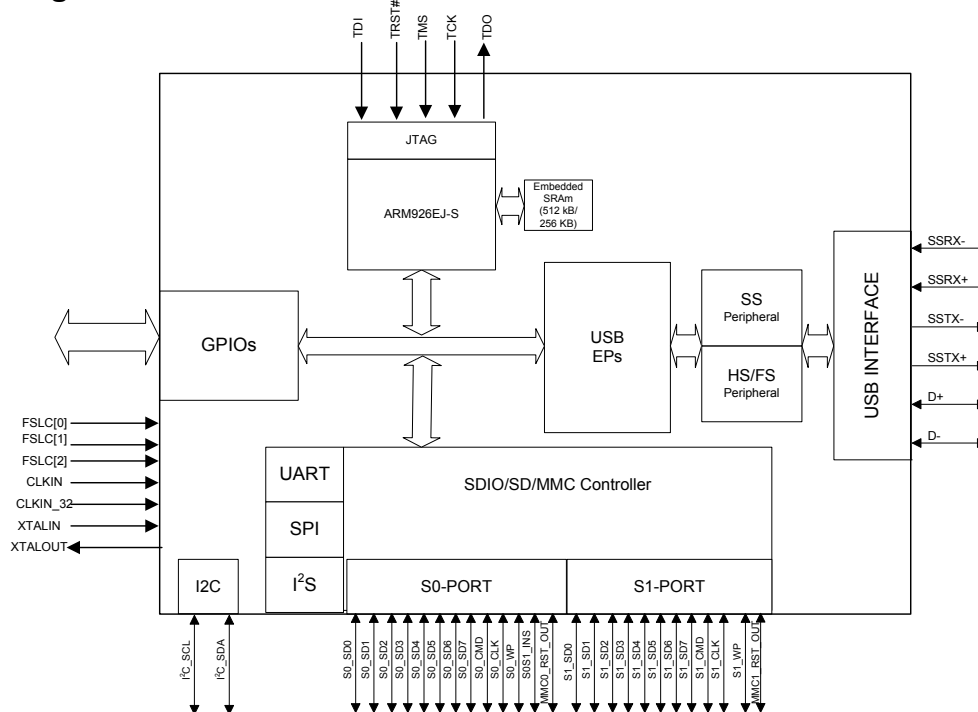 TDI
TRST#
TMS
TCK
TDO
JTAG
ARM926EJ-S
Embedded
SRAm
(512 kB/
256 KB)
GPIOs
USB
EPs
SS
Peripheral
HS/FS
Peripheral
USB INTERFACE
SSRX-
SSRX+
SSTX-
SSTX+
D+
D-
FSLC[0]
FSLC[1]
FSLC[2]
CLKIN
CLKIN_32
XTALIN
XTALOUT
UART
SPI
I²S
SDIO/SD/MMC Controller
I2C
S0-PORT
S1-PORT
I²C_SCL
I²C_SDA
S0_SD0
S0_SD1
S0_SD2
S0_SD3
S0_SD4
S0_SD5
S0_SD6
S0_SD7
S0_CMD
S0_CLK
S0_WP
S0S1_INS
MMC0_RST_OUT
S1_SD0
S1_SD1
S1_SD2
S1_SD3
S1_SD4
S1_SD5
S1_SD6
S1_SD7
S1_CMD
S1_CLK
S1_WP
MMC1_RST_OUT